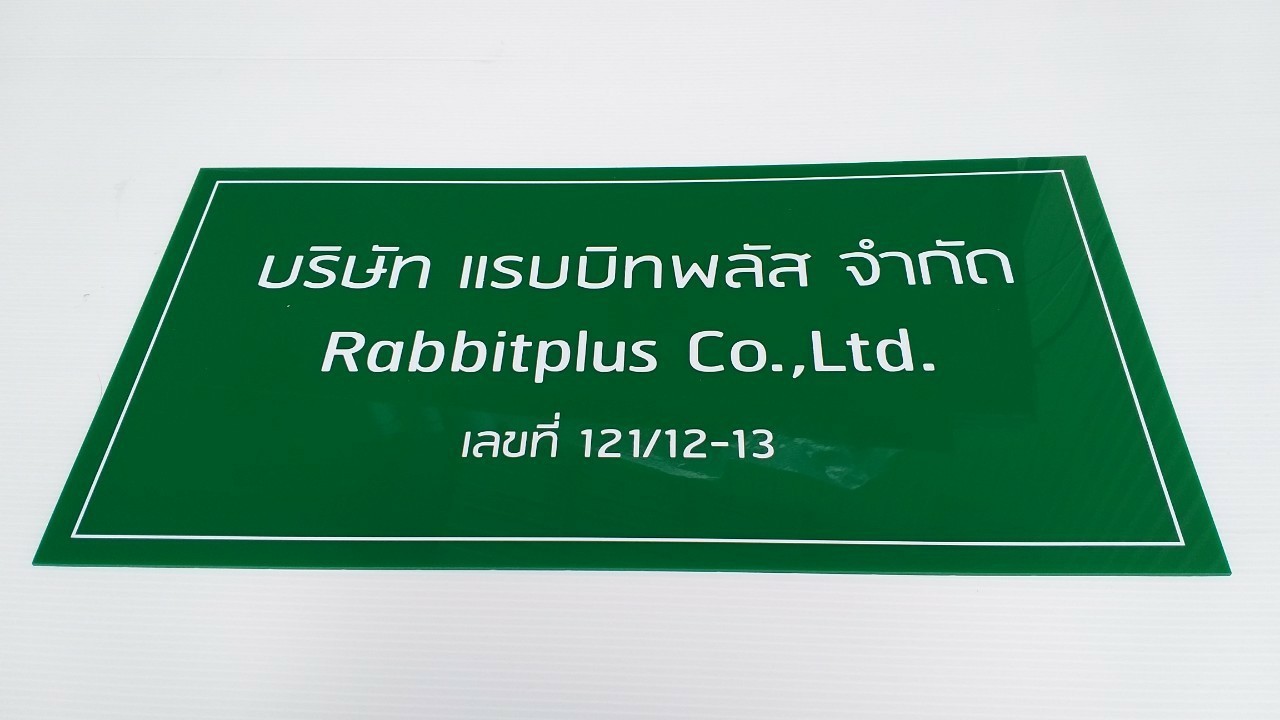 บริษัท แรบบิทพลัส จำกัด
Rabbitplus Co.,Ltd.
เลขที่ 121/12-13